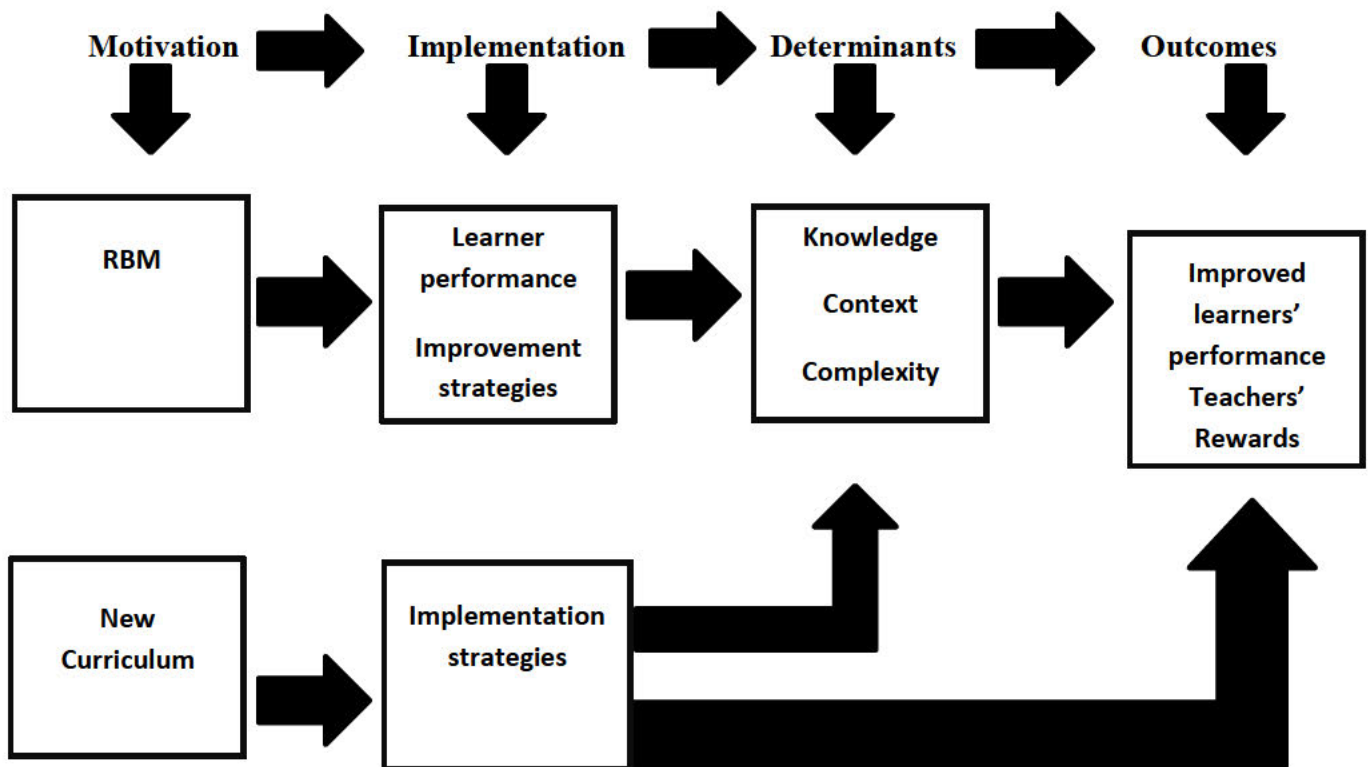 Motivation
Implementation
Determinants
Outcomes
RBM
Learner
performance
Improvement
strategies
Knowledge
Context
Complexity
Improved
learners’
performance
Teachers’
Rewards
New
Curriculum
Implementation
strategies